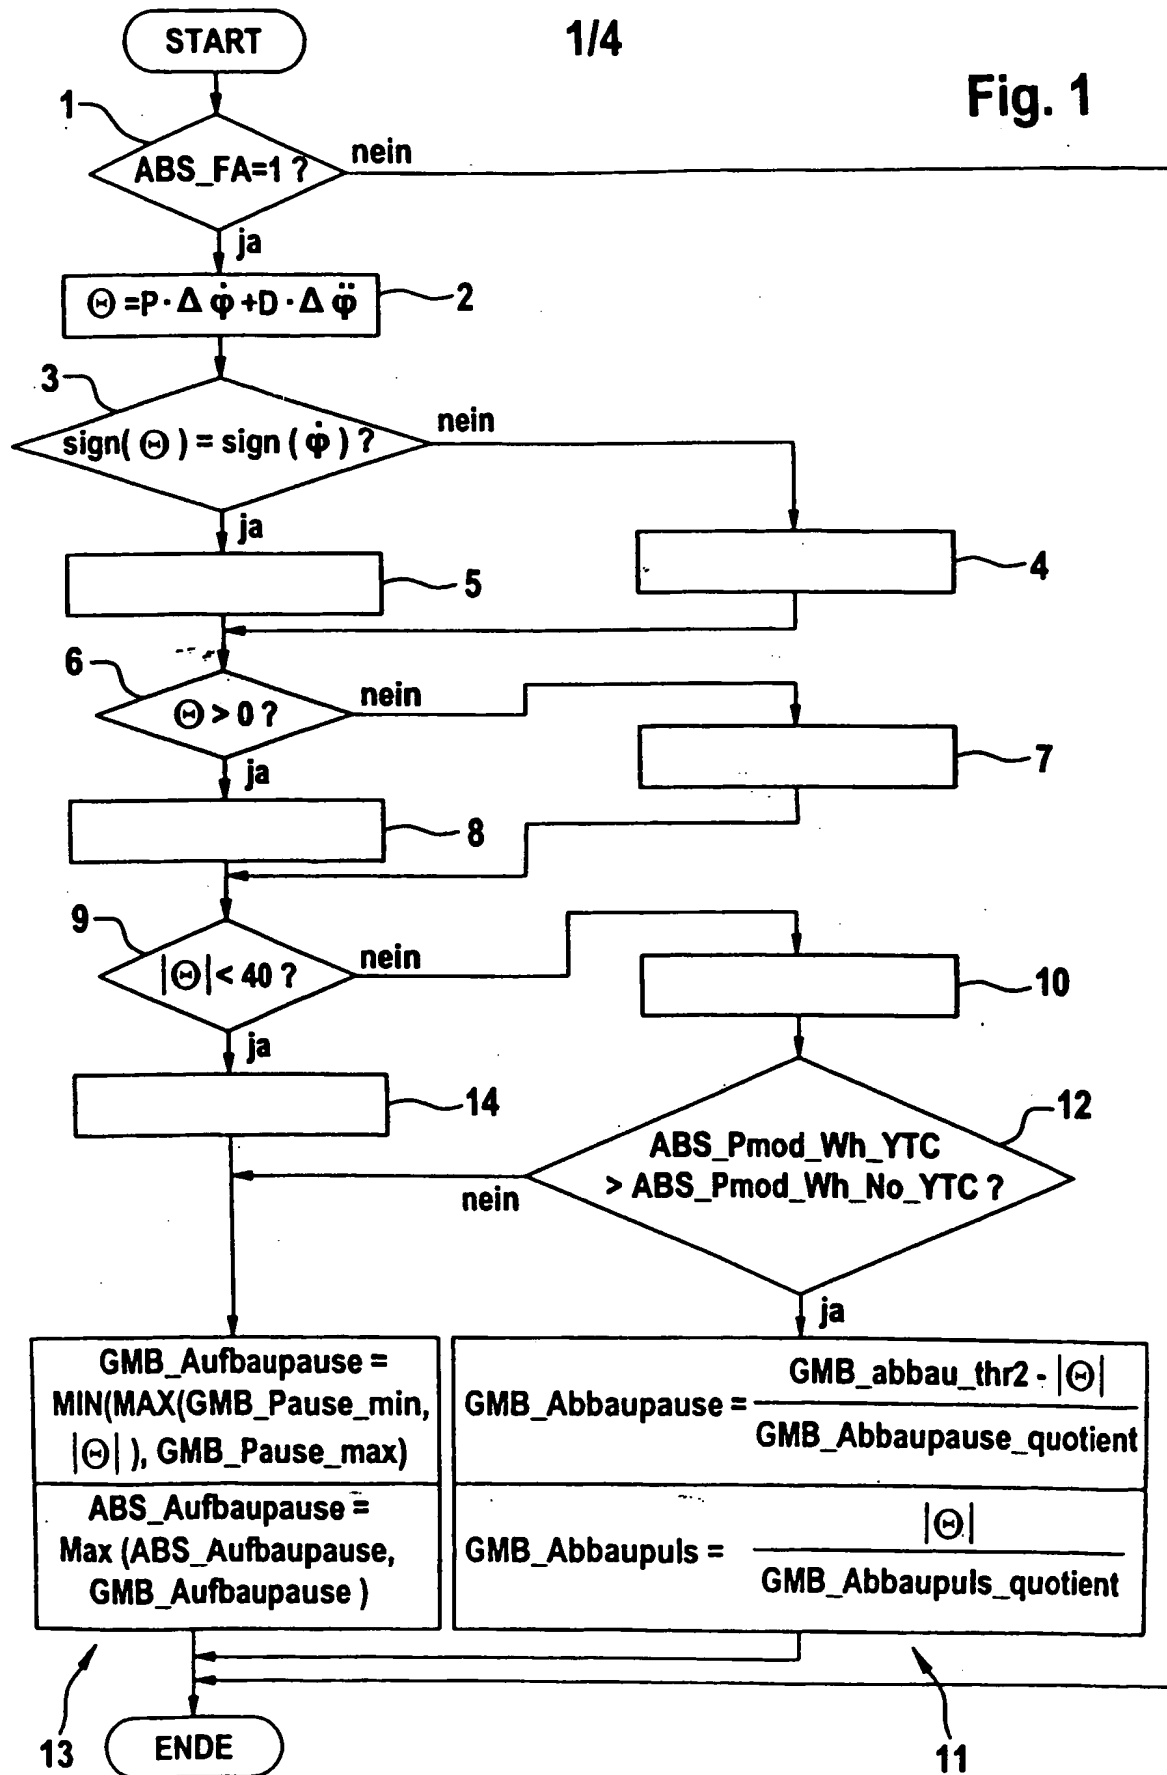 START
1/4
Fig. 1
1
ABS_FA=1 ?
nein
ja
Θ =P · Δ φ̇ +D · Δ φ̈
2
3
sign( Θ ) = sign ( φ̇ ) ?
nein
ja
4
5
6
Θ > 0 ?
nein
ja
7
8
9
|Θ| < 40 ?
nein
ja
10
14
12
ABS_Pmod_Wh_YTC
> ABS_Pmod_Wh_No_YTC ?
nein
ja
GMB_Aufbaupause =
MIN(MAX(GMB_Pause_min,
|Θ| ), GMB_Pause_max)
ABS_Aufbaupause =
Max (ABS_Aufbaupause,
GMB_Aufbaupause )
GMB_abbau_thr2 - |Θ|
GMB_Abbaupause =
GMB_Abbaupause_quotient
|Θ|
GMB_Abbaupuls =
GMB_Abbaupuls_quotient
13
ENDE
11